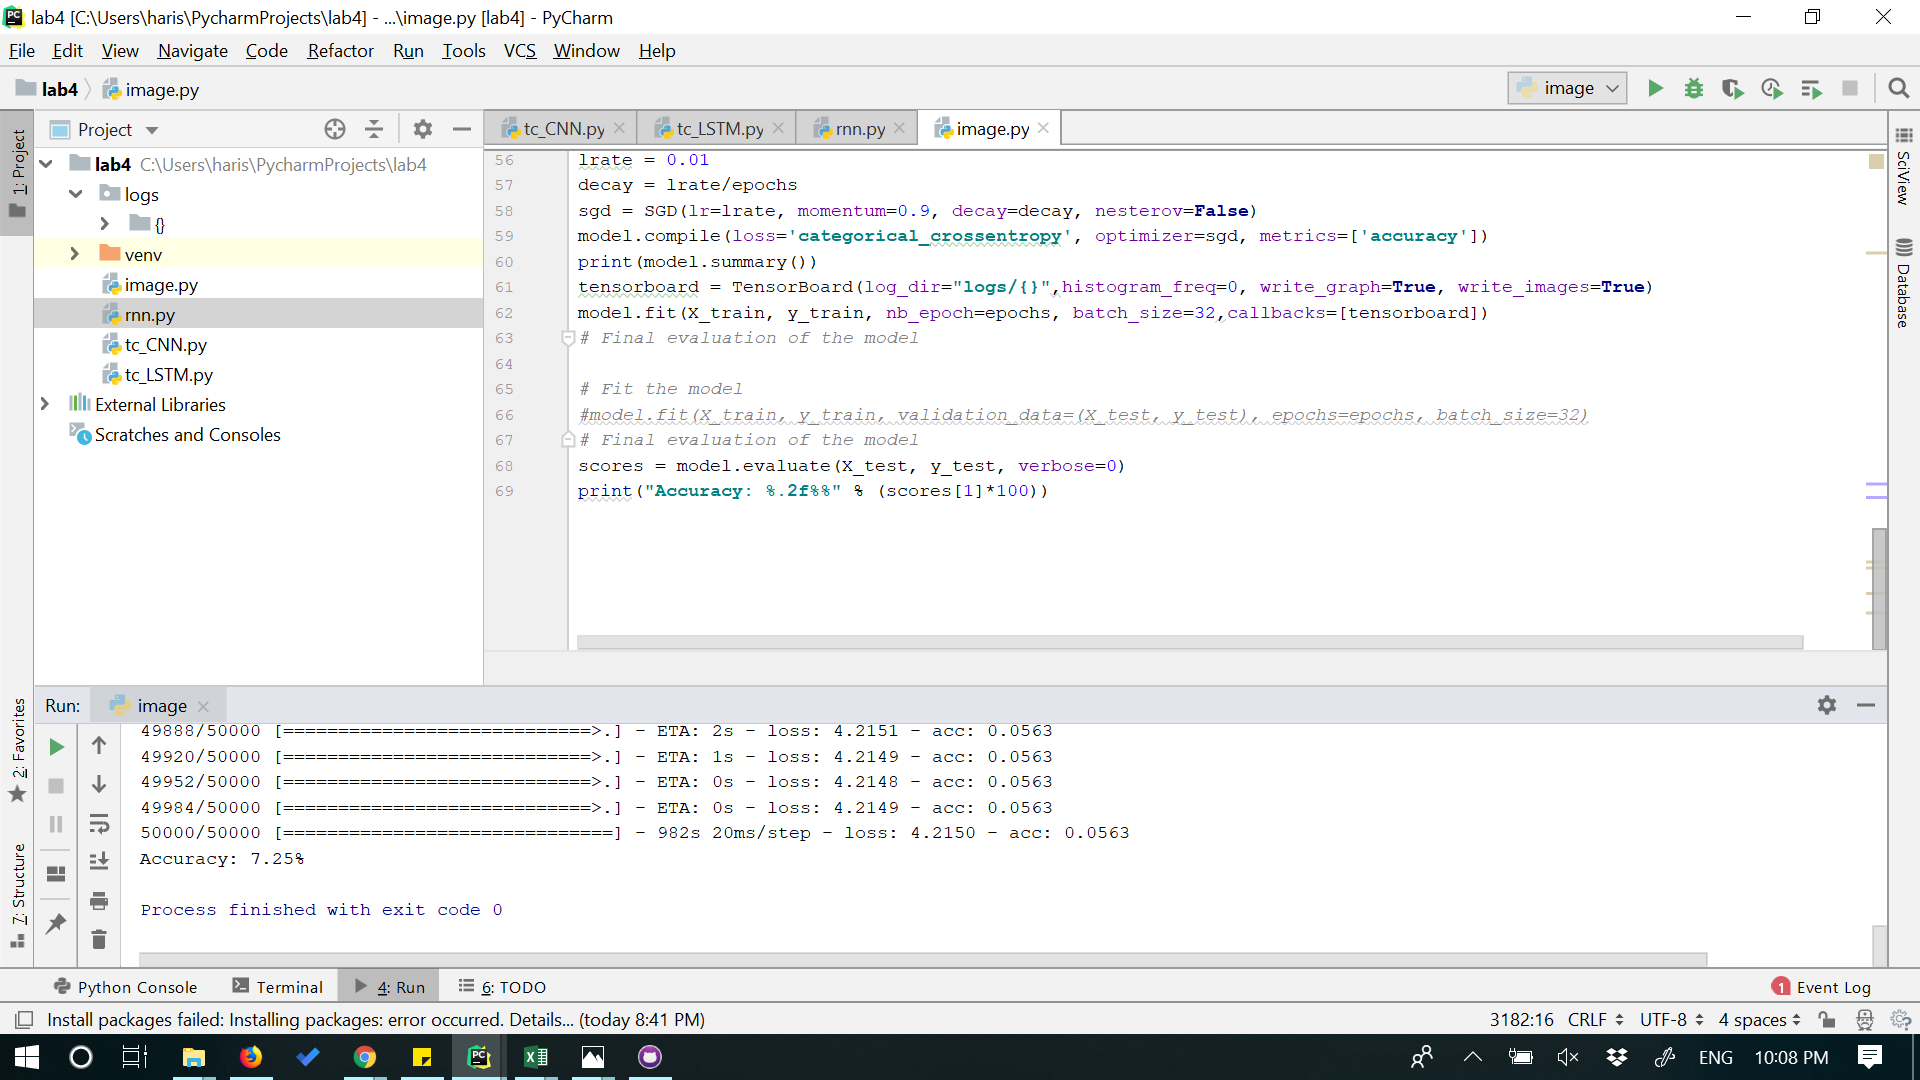 lab4 [C:\Users\haris\PycharmProjects\lab4] - ...\image.py [lab4] - PyCharm
File Edit View Navigate Code Refactor Run Tools VCS Window Help
lab4 image.py
image
1: Project
Project
tc_CNN.py tc_LSTM.py rnn.py image.py
lab4 C:\Users\haris\PycharmProjects\lab4
logs
{}
venv
image.py
rnn.py
tc_CNN.py
tc_LSTM.py
External Libraries
Scratches and Consoles
56 lrate = 0.01
57 decay = lrate/epochs
58 sgd = SGD(lr=lrate, momentum=0.9, decay=decay, nesterov=False)
59 model.compile(loss='categorical_crossentropy', optimizer=sgd, metrics=['accuracy'])
60 print(model.summary())
61 tensorboard = TensorBoard(log_dir="logs/{}",histogram_freq=0, write_graph=True, write_images=True)
62 model.fit(X_train, y_train, nb_epoch=epochs, batch_size=32,callbacks=[tensorboard])
63 # Final evaluation of the model
64
65 # Fit the model
66 #model.fit(X_train, y_train, validation_data=(X_test, y_test), epochs=epochs, batch_size=32)
67 # Final evaluation of the model
68 scores = model.evaluate(X_test, y_test, verbose=0)
69 print("Accuracy: %.2f%%" % (scores[1]*100))
SciView
Database
2: Favorites
7: Structure
Run: image
49888/50000 [============================>.] - ETA: 2s - loss: 4.2151 - acc: 0.0563
49920/50000 [============================>.] - ETA: 1s - loss: 4.2149 - acc: 0.0563
49952/50000 [============================>.] - ETA: 0s - loss: 4.2148 - acc: 0.0563
49984/50000 [============================>.] - ETA: 0s - loss: 4.2149 - acc: 0.0563
50000/50000 [==============================] - 982s 20ms/step - loss: 4.2150 - acc: 0.0563
Accuracy: 7.25%
Process finished with exit code 0
Python Console Terminal 4: Run 6: TODO 1 Event Log
Install packages failed: Installing packages: error occurred. Details... (today 8:41 PM) 3182:16 CRLF UTF-8 4 spaces
ENG 10:08 PM